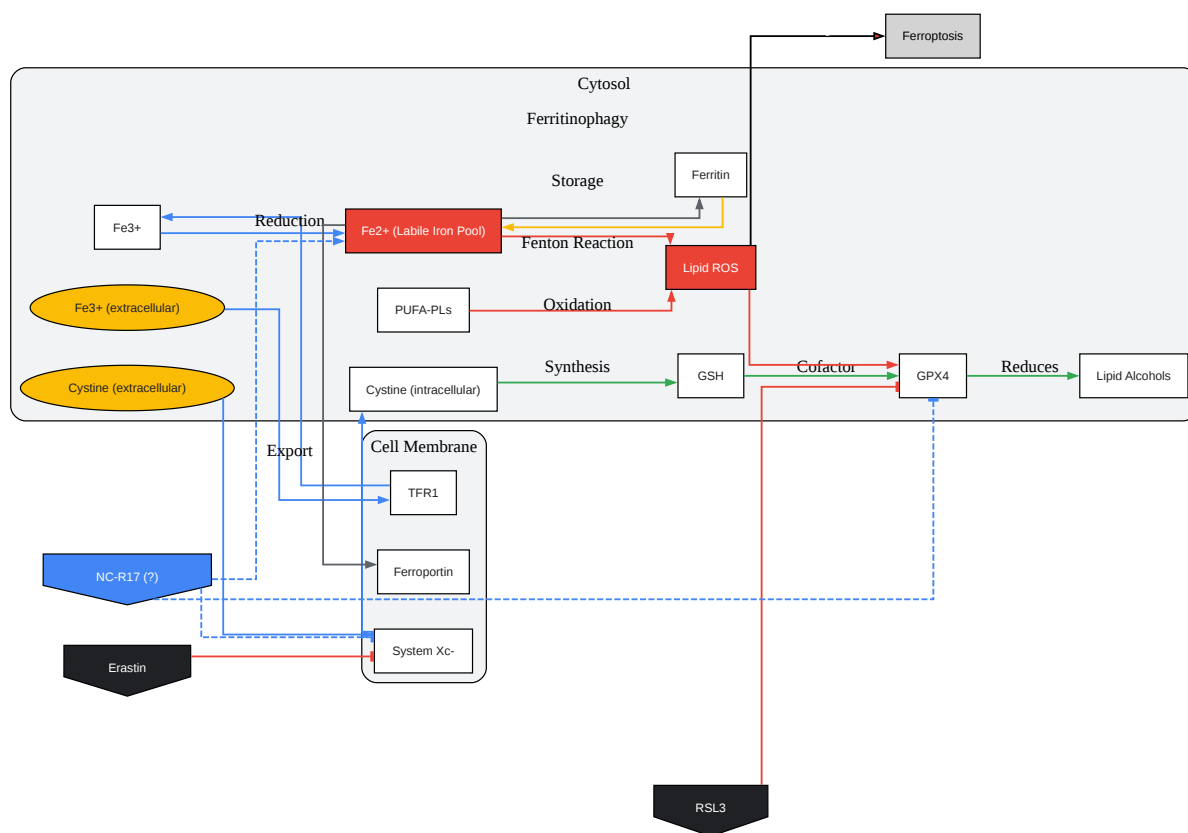 Ferroptosis
Cytosol
Ferritinophagy
Storage
Ferritin
Fe3+
Reduction
Fe2+ (Labile Iron Pool)
Fenton Reaction
Lipid ROS
Fe3+ (extracellular)
PUFA-PLs
Oxidation
Cystine (extracellular)
Cystine (intracellular)
Synthesis
GSH
Cofactor
GPX4
Reduces
Lipid Alcohols
Export
Cell Membrane
TFR1
Ferroportin
NC-R17 (?)
System Xc-
Erastin
RSL3